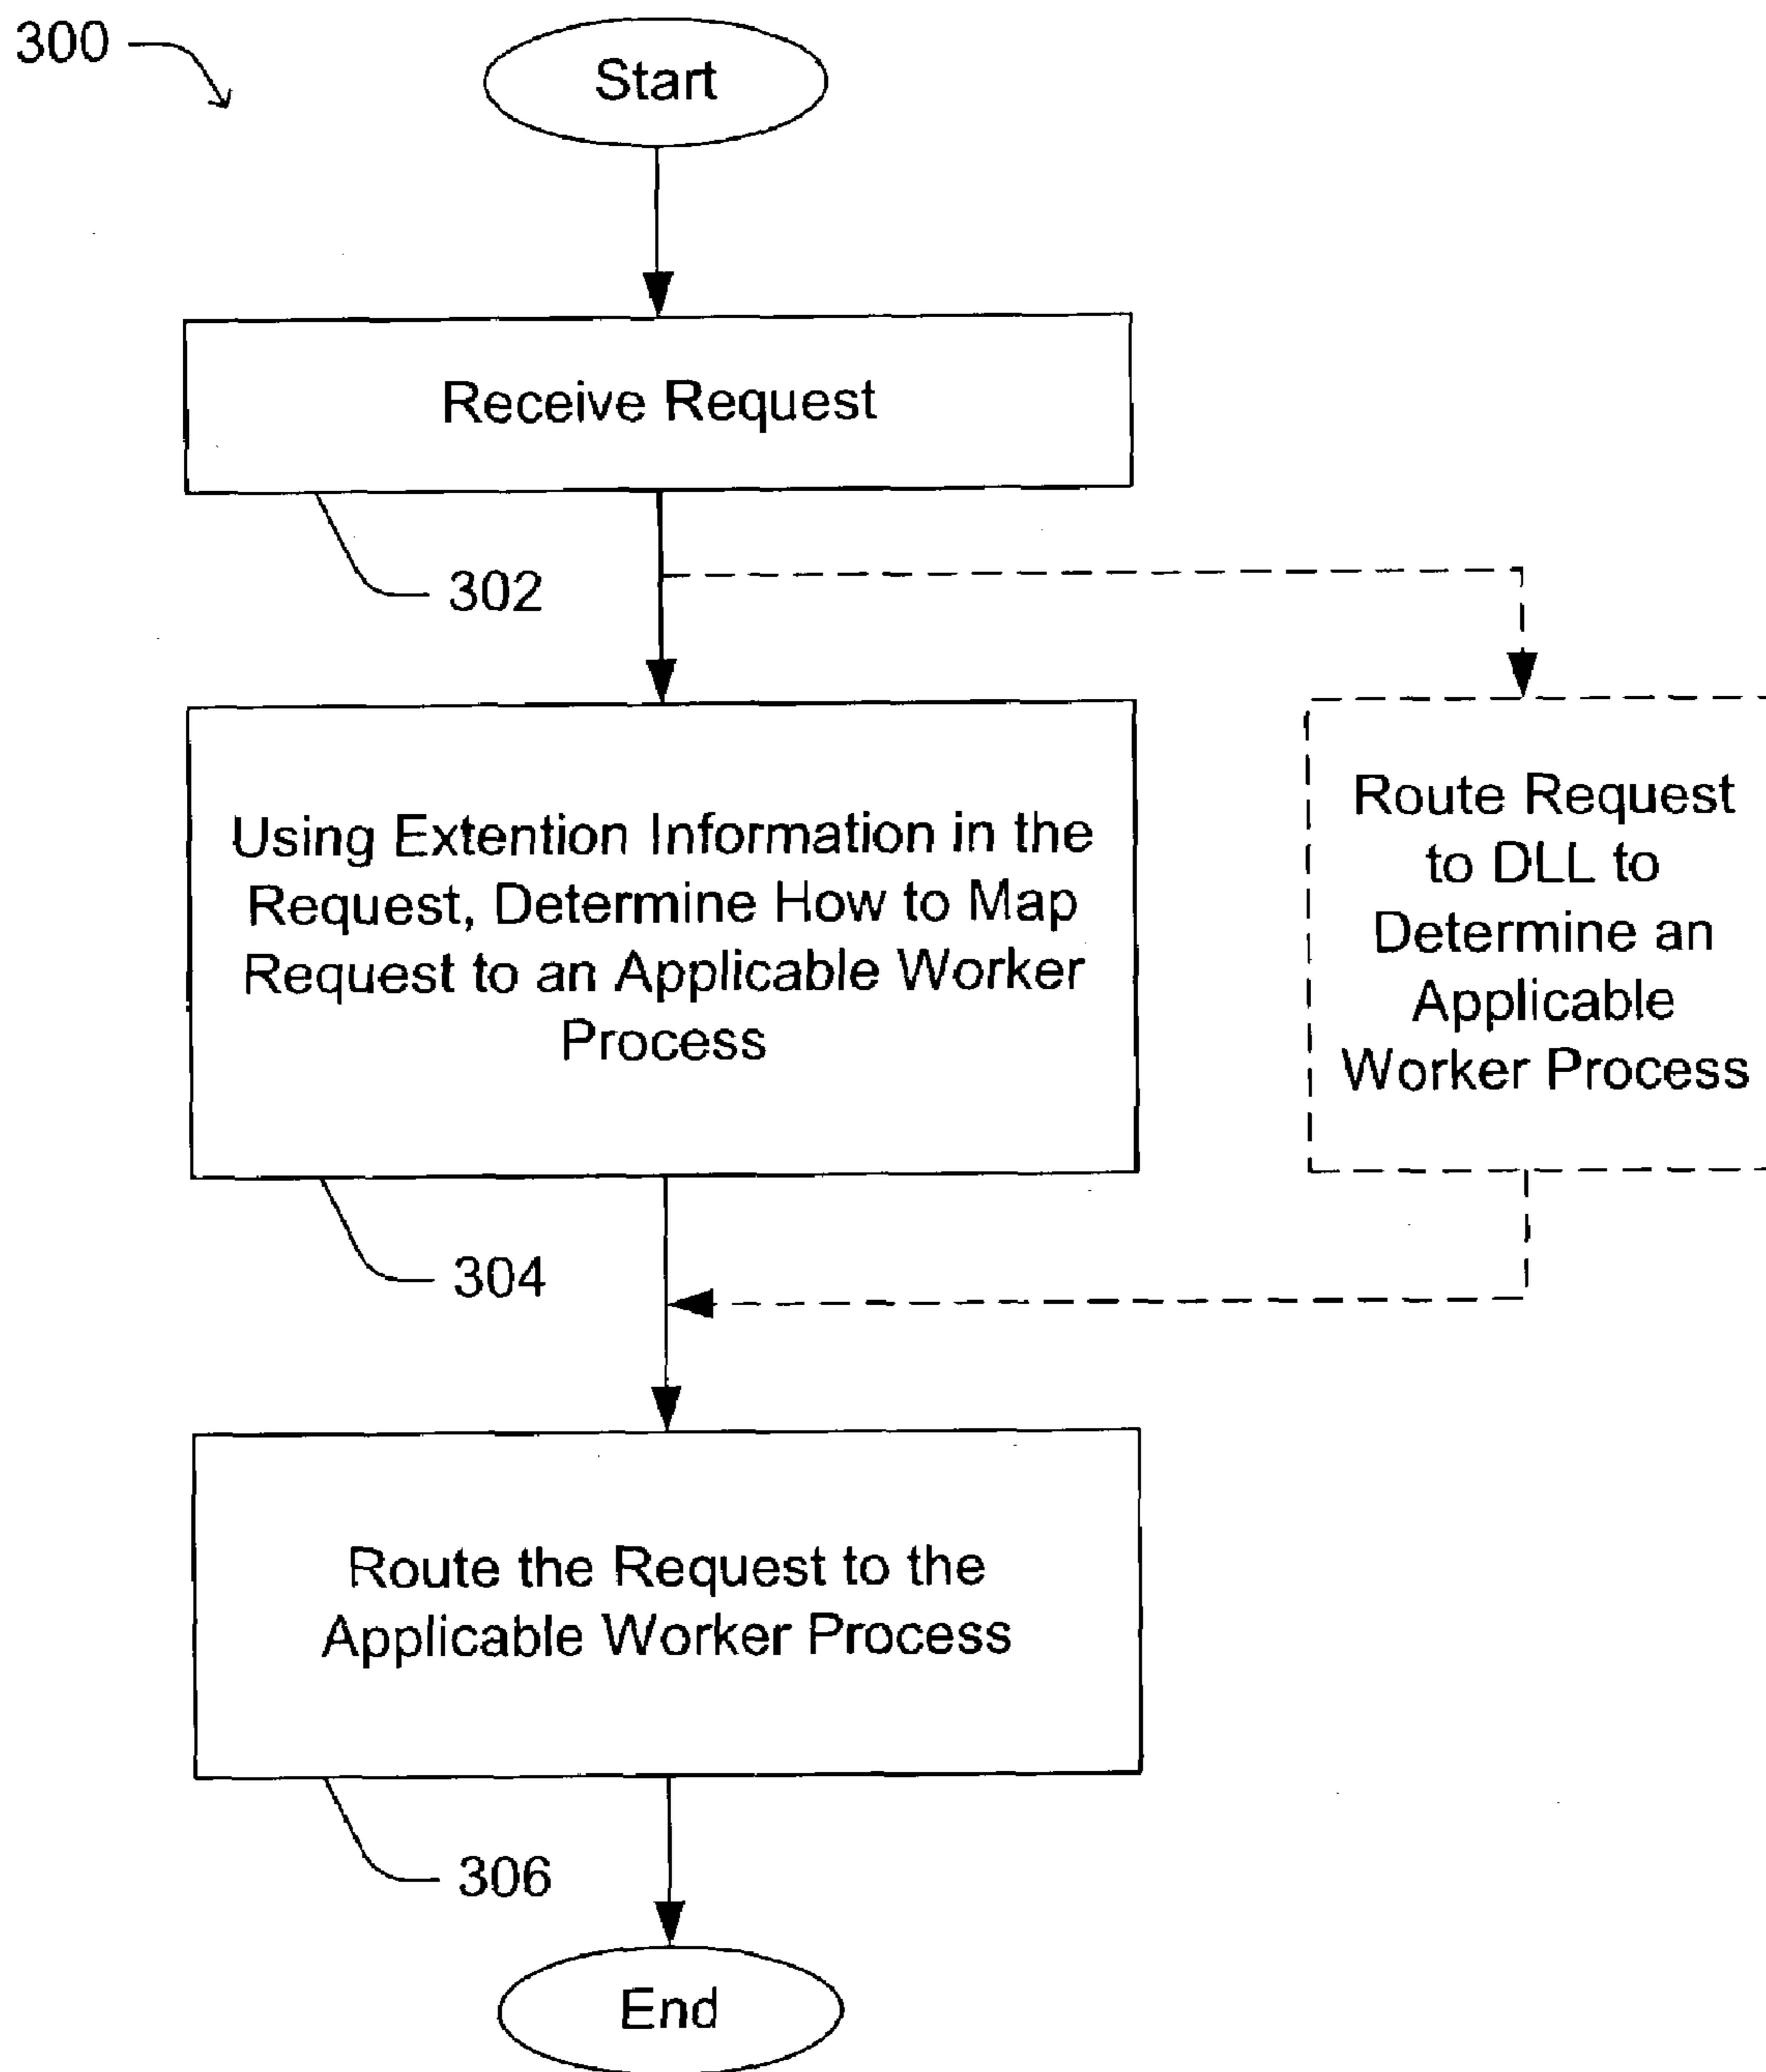 300
Start
Receive Request
302
Using Extention Information in the
Request, Determine How to Map
Request to an Applicable Worker
Process
304
Route Request
to DLL to
Determine an
Applicable
Worker Process
Route the Request to the
Applicable Worker Process
306
End